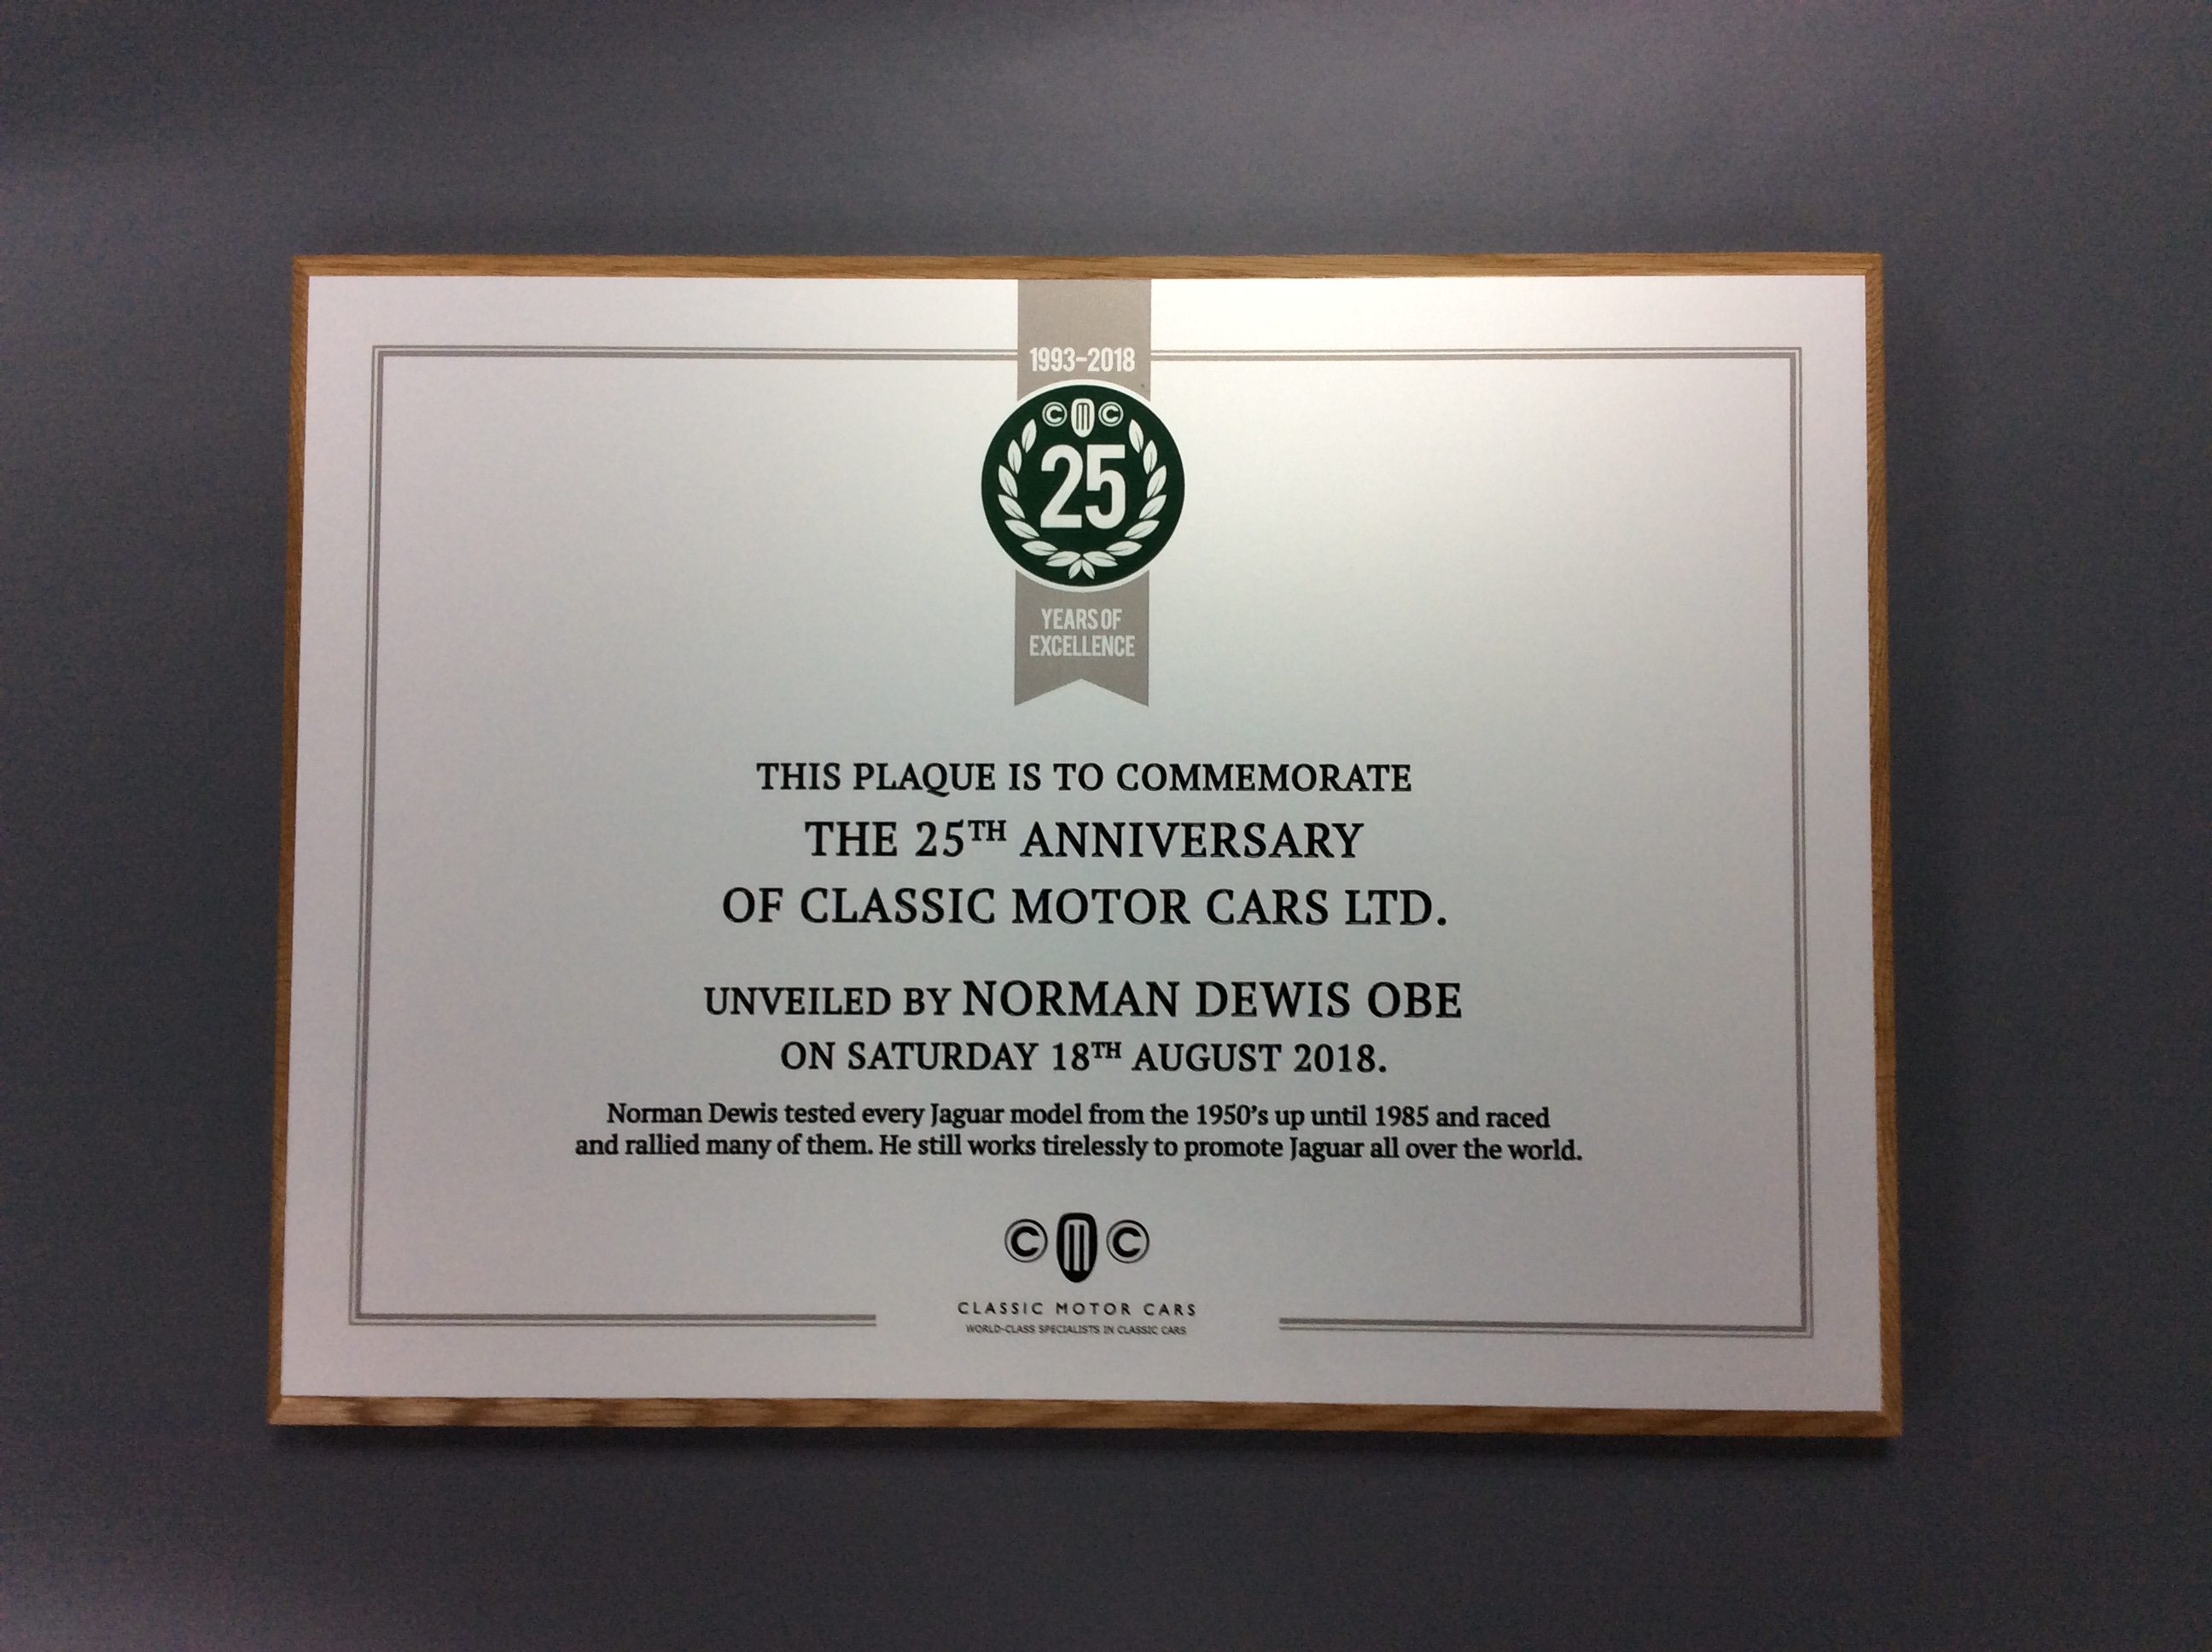 1993-2018
CMC
25
YEARS OF
EXCELLENCE
THIS PLAQUE IS TO COMMEMORATE
THE 25TH ANNIVERSARY
OF CLASSIC MOTOR CARS LTD.
UNVEILED BY NORMAN DEWIS OBE
ON SATURDAY 18TH AUGUST 2018.
Norman Dewis tested every Jaguar model from the 1950's up until 1985 and raced
and rallied many of them. He still works tirelessly to promote Jaguar all over the world.
CMC
CLASSIC MOTOR CARS
WORLD-CLASS SPECIALISTS IN CLASSIC CARS